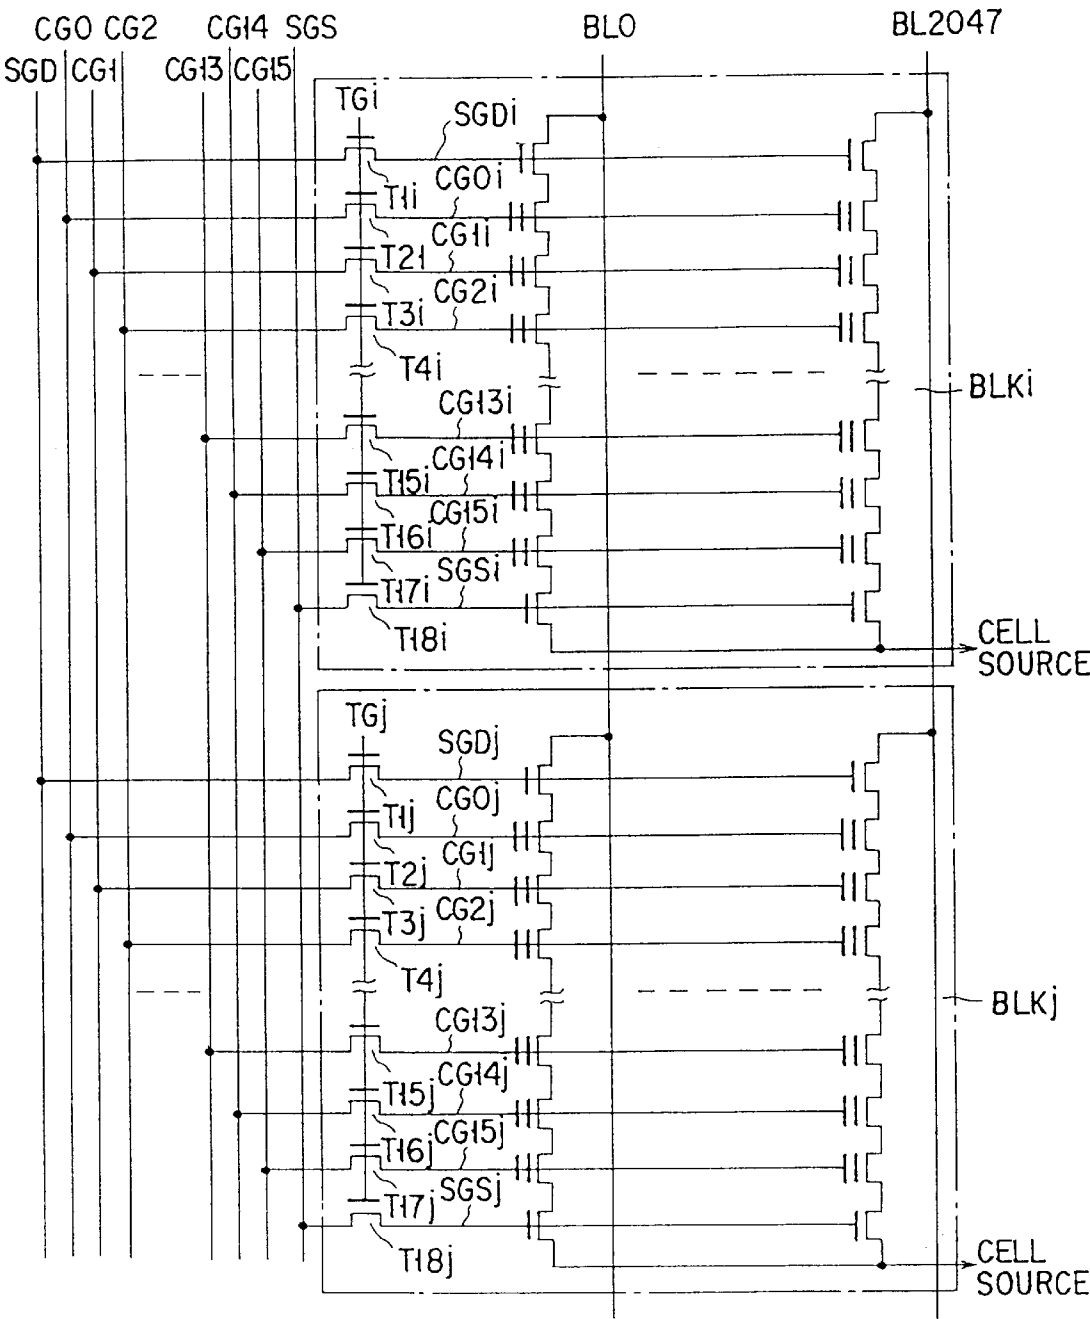 CG0 CG2 CG14 SGS BL0 BL2047
SGD CG1 CG13 CG15
TGi
SGDi
T1i
CG0i
T21
CG1i
T3i
CG2i
T4i
BLKi
CG13i
T15i
CG14i
T16i
CG15i
T17i
SGSi
T18i
CELL
SOURCE
TGj
SGDj
T1j
CG0j
T2j
CG1j
T3j
CG2j
T4j
BLKj
CG13j
T15j
CG14j
T16j
CG15j
T17j
SGSj
T18j
CELL
SOURCE